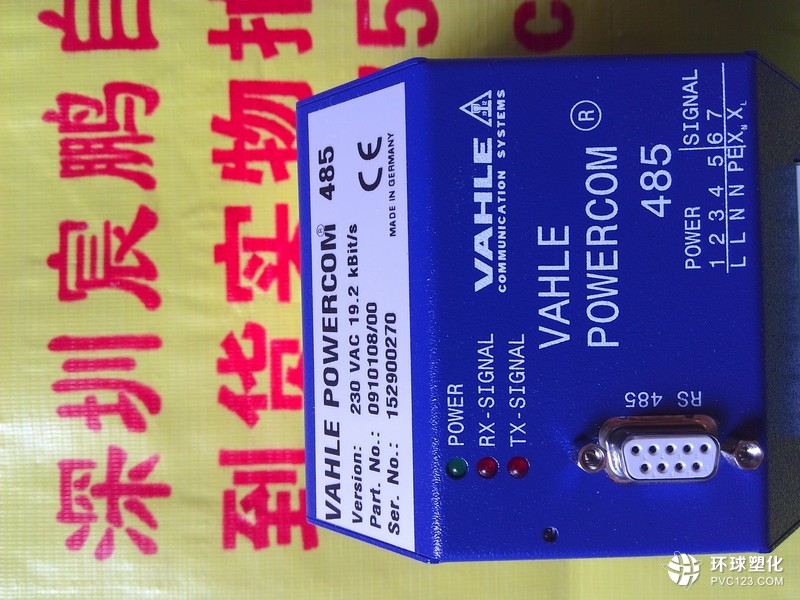 深圳宸鹏自
到货实物拍
5
c
VAHLE POWERCOM® 485
Version: 230 VAC 19.2 kBit/s
Part. No.: 0910108/00
Ser. No.: 152900270
CE
MADE IN GERMANY
VAHLE
COMMUNICATION SYSTEMS
POWER
RX-SIGNAL
TX-SIGNAL
VAHLE
POWERCOM®
485
RS 485
POWER SIGNAL
1 2 3 4 5 6 7
L L N N PE XN XL
环球塑化
PVC123.COM